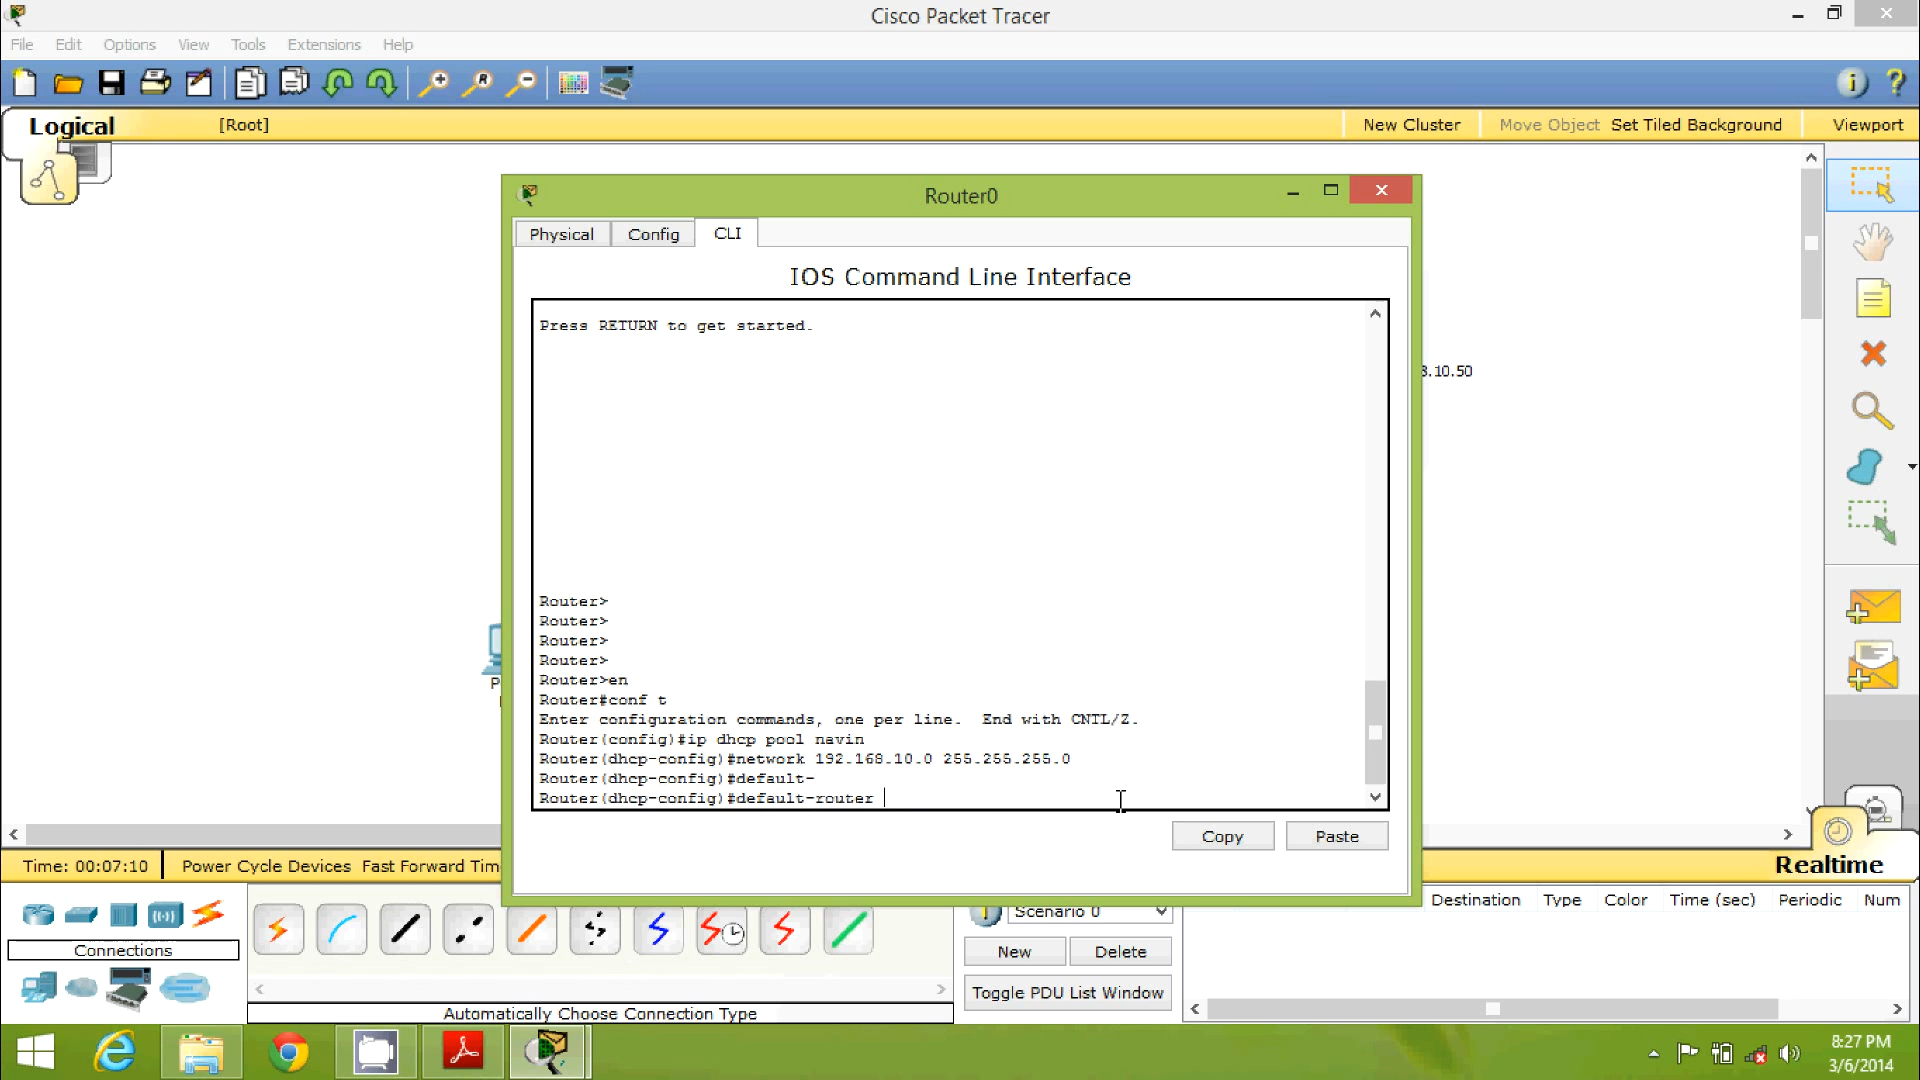 Cisco Packet Tracer
File Edit Options View Tools Extensions Help
Logical [Root] New Cluster Move Object Set Tiled Background Viewport
Router0
Physical Config CLI
IOS Command Line Interface
Press RETURN to get started.
3.10.50
Router>
Router>
Router>
Router>
Router>en
Router#conf t
Enter configuration commands, one per line.  End with CNTL/Z.
Router(config)#ip dhcp pool navin
Router(dhcp-config)#network 192.168.10.0 255.255.255.0
Router(dhcp-config)#default-
Router(dhcp-config)#default-router
Copy Paste
Time: 00:07:10 Power Cycle Devices Fast Forward Tim
Realtime
Connections
Automatically Choose Connection Type
Scenario 0
New Delete
Toggle PDU List Window
Destination Type Color Time (sec) Periodic Num
8:27 PM
3/6/2014